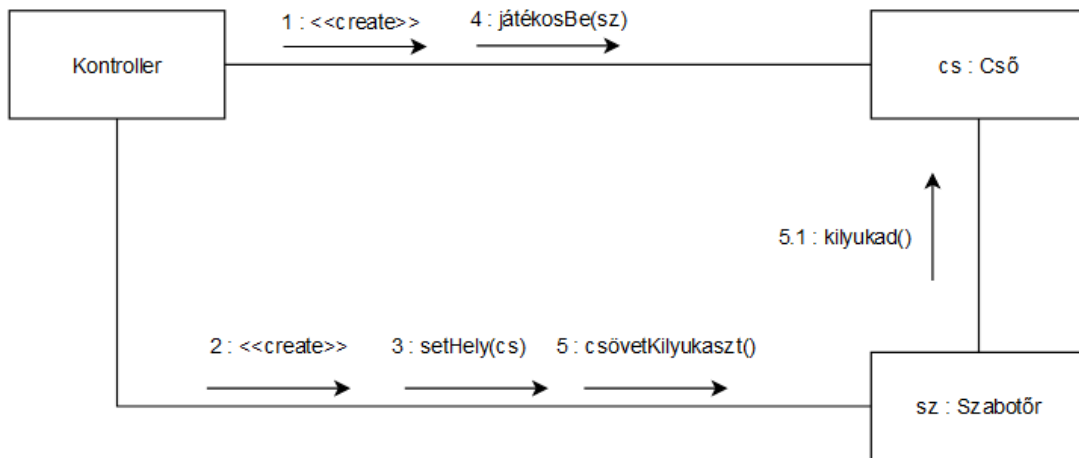 1 : <<create>>
4 : játékosBe(sz)
Kontroller
cs : Cső
5.1 : kilyukad()
2 : <<create>>
3 : setHely(cs)
5 : csövetKilyukaszt()
sz : Szabotőr